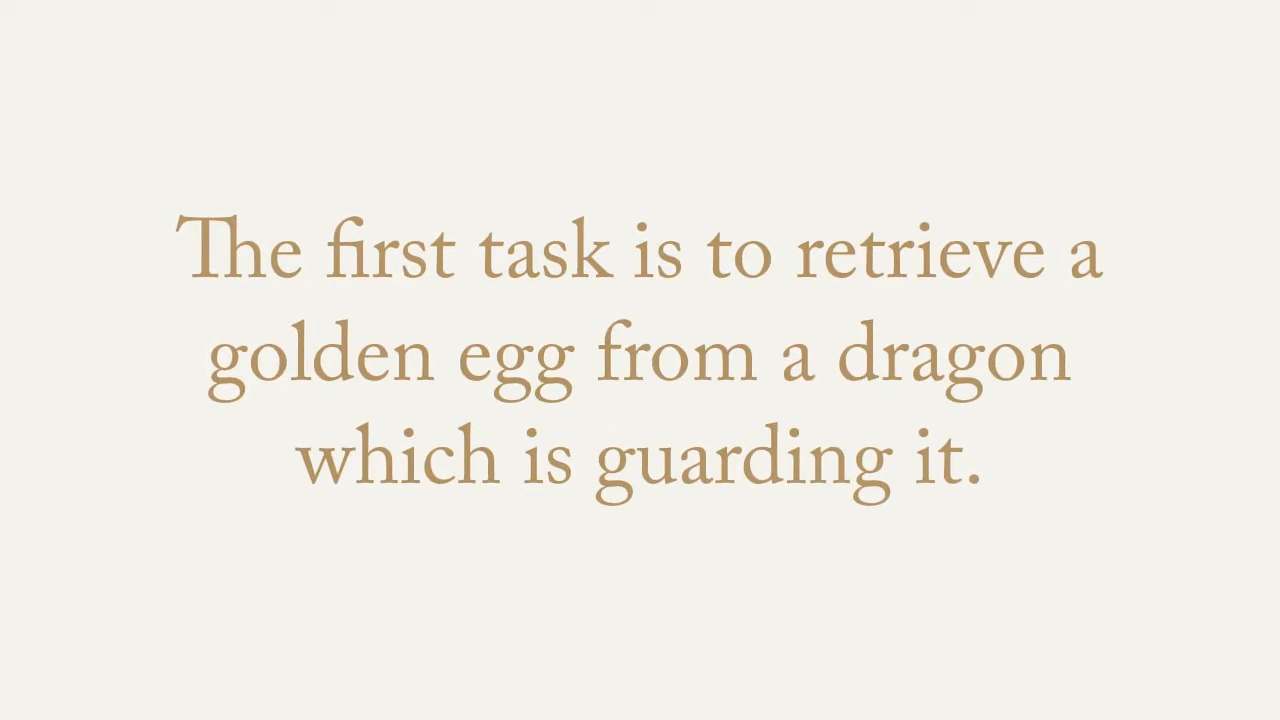 The first task is to retrieve a
golden egg from a dragon
which is guarding it.